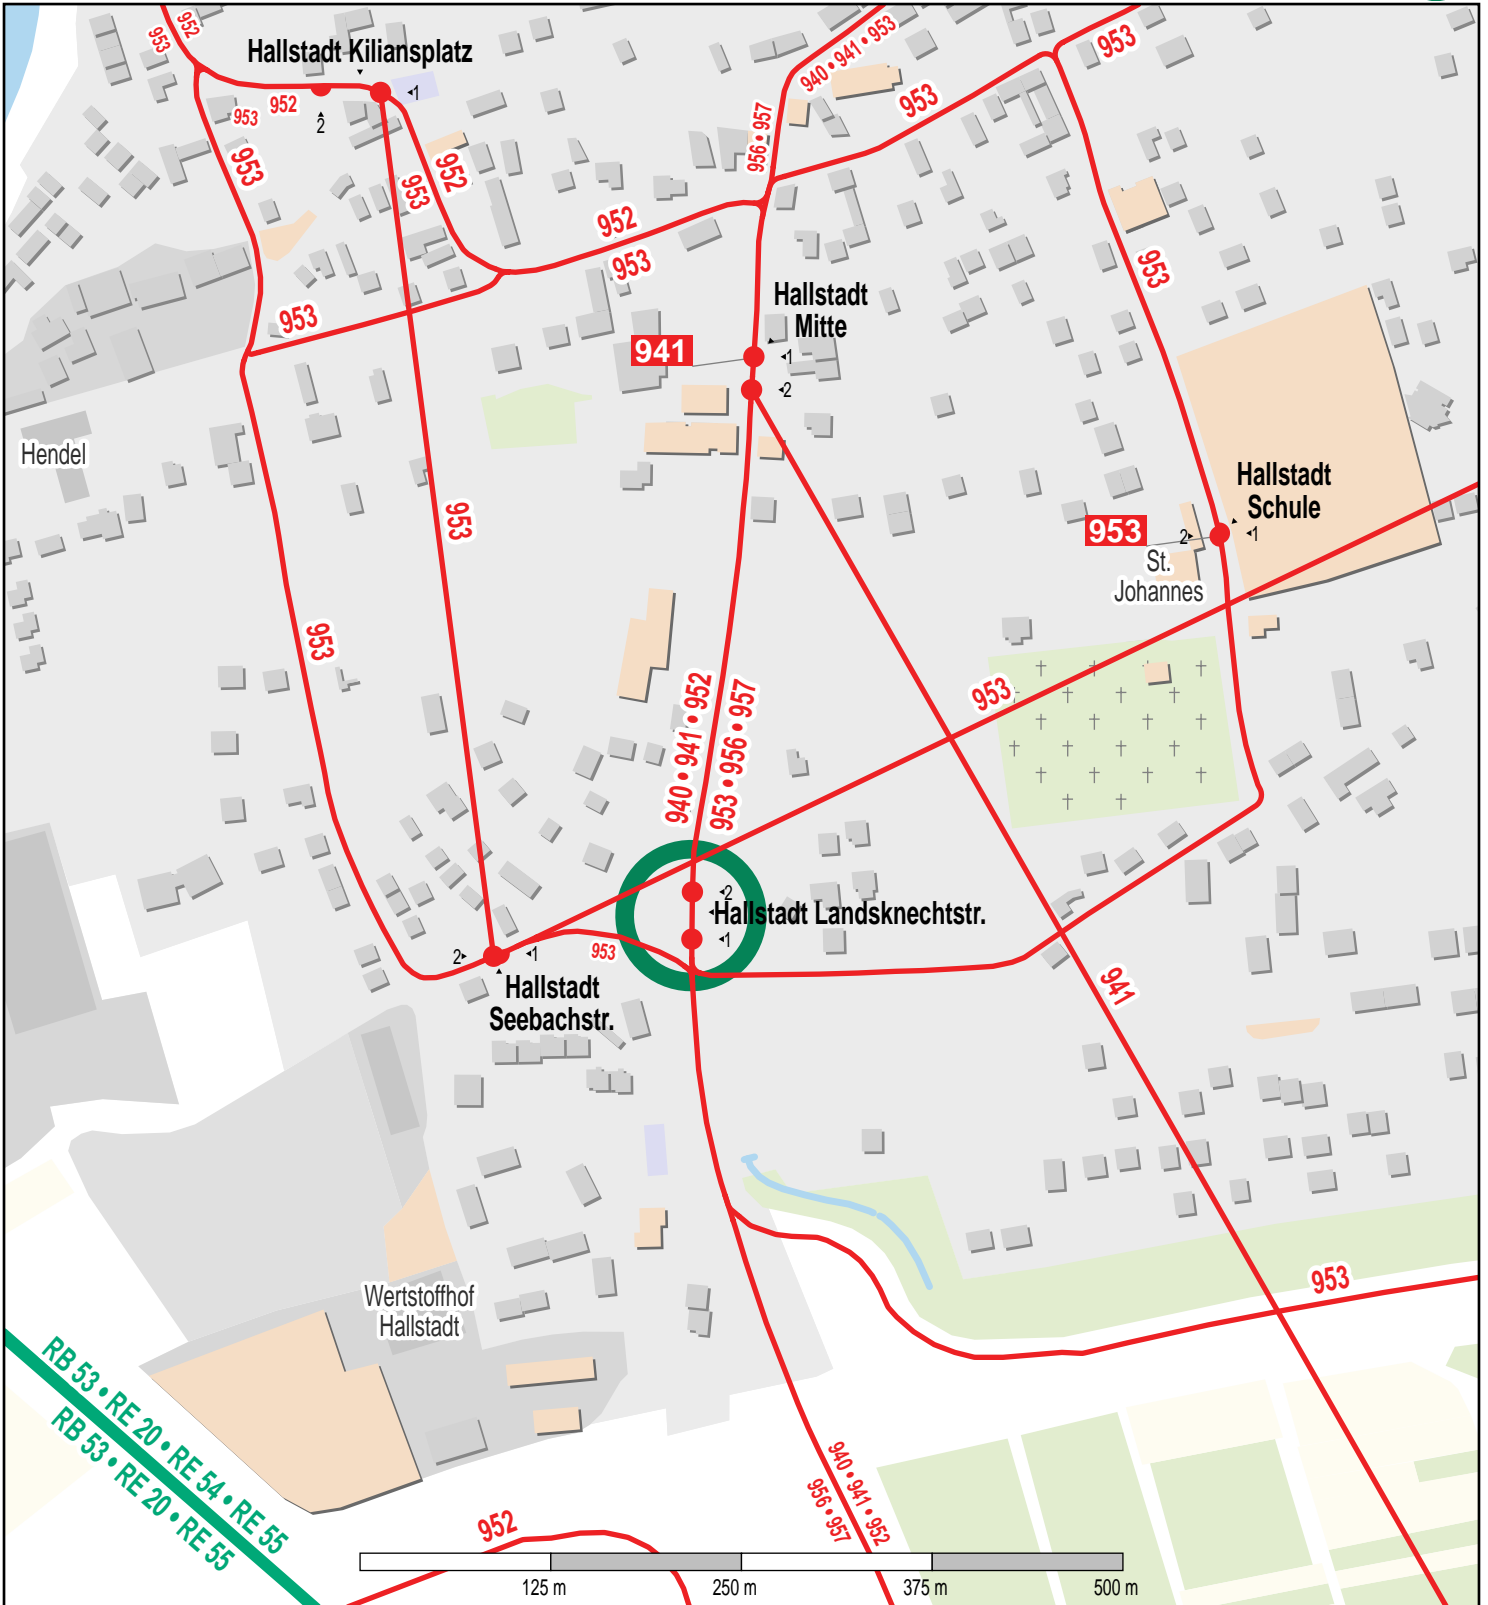 953
952
Hallstadt Kiliansplatz
940 • 941 • 953
953
1
953
952
953
2
956 • 957
953
952
953
952
953
953
953
Hallstadt
Mitte
941
1
2
Hendel
Hallstadt
Schule
953
953
2
1
St.
Johannes
953
953
940 • 941 • 952
953 • 956 • 957
2
Hallstadt Landsknechtstr.
1
953
2
1
Hallstadt
Seebachstr.
941
953
Wertstoffhof
Hallstadt
RB 53 • RE 20 • RE 54 • RE 55
RB 53 • RE 20 • RE 55
940 • 941 • 952
956 • 957
952
125 m
250 m
375 m
500 m